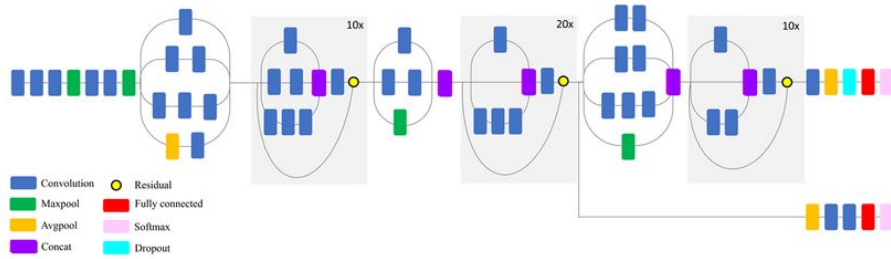 10x
20x
10x
Convolution
Residual
Maxpool
Fully connected
Avgpool
Softmax
Concat
Dropout